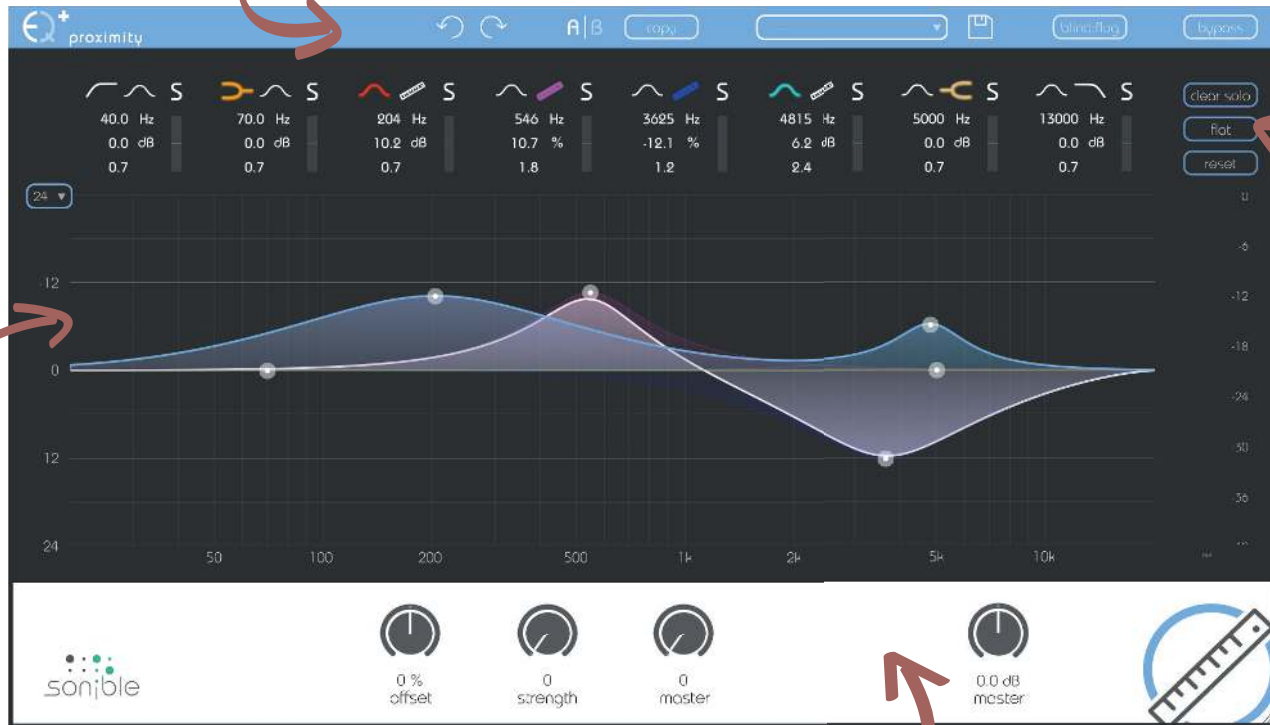 EQ+ proximity
A|B copy blind:flug bypass
S S S S S S S S
40.0 Hz 70.0 Hz 204 Hz 546 Hz 3625 Hz 4815 Hz 5000 Hz 13000 Hz
0.0 dB 0.0 dB 10.2 dB 10.7 % -12.1 % 6.2 dB 0.0 dB 0.0 dB
0.7 0.7 0.7 1.8 1.2 2.4 0.7 0.7
clear solo
flat
reset
24
0
-6
-12
-12
-18
0
-24
12
30
36
24
50 100 200 500 1k 2k 5k 10k
sonible
0 % 0 0 0.0 dB
offset strength master master